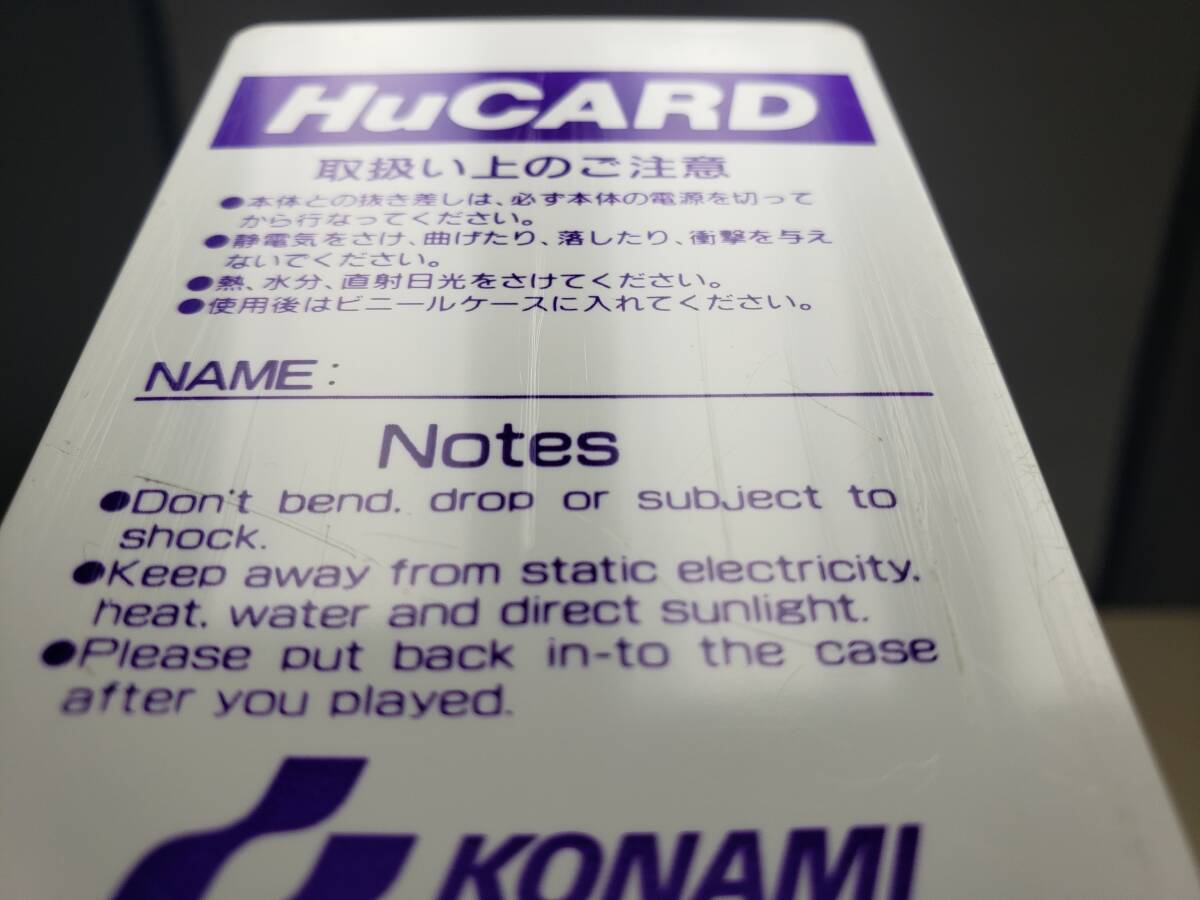 HuCARD
取扱い上のご注意
●本体との抜き差しは、必ず本体の電源を切って
から行なってください。
●静電気をさけ、曲げたり、落したり、衝撃を与え
ないでください。
●熱、水分、直射日光をさけてください。
●使用後はビニールケースに入れてください。
NAME:
Notes
●Don't bend, drop or subject to
shock.
●Keep away from static electricity,
heat, water and direct sunlight.
●Please put back in-to the case
after you played.
KONAMI